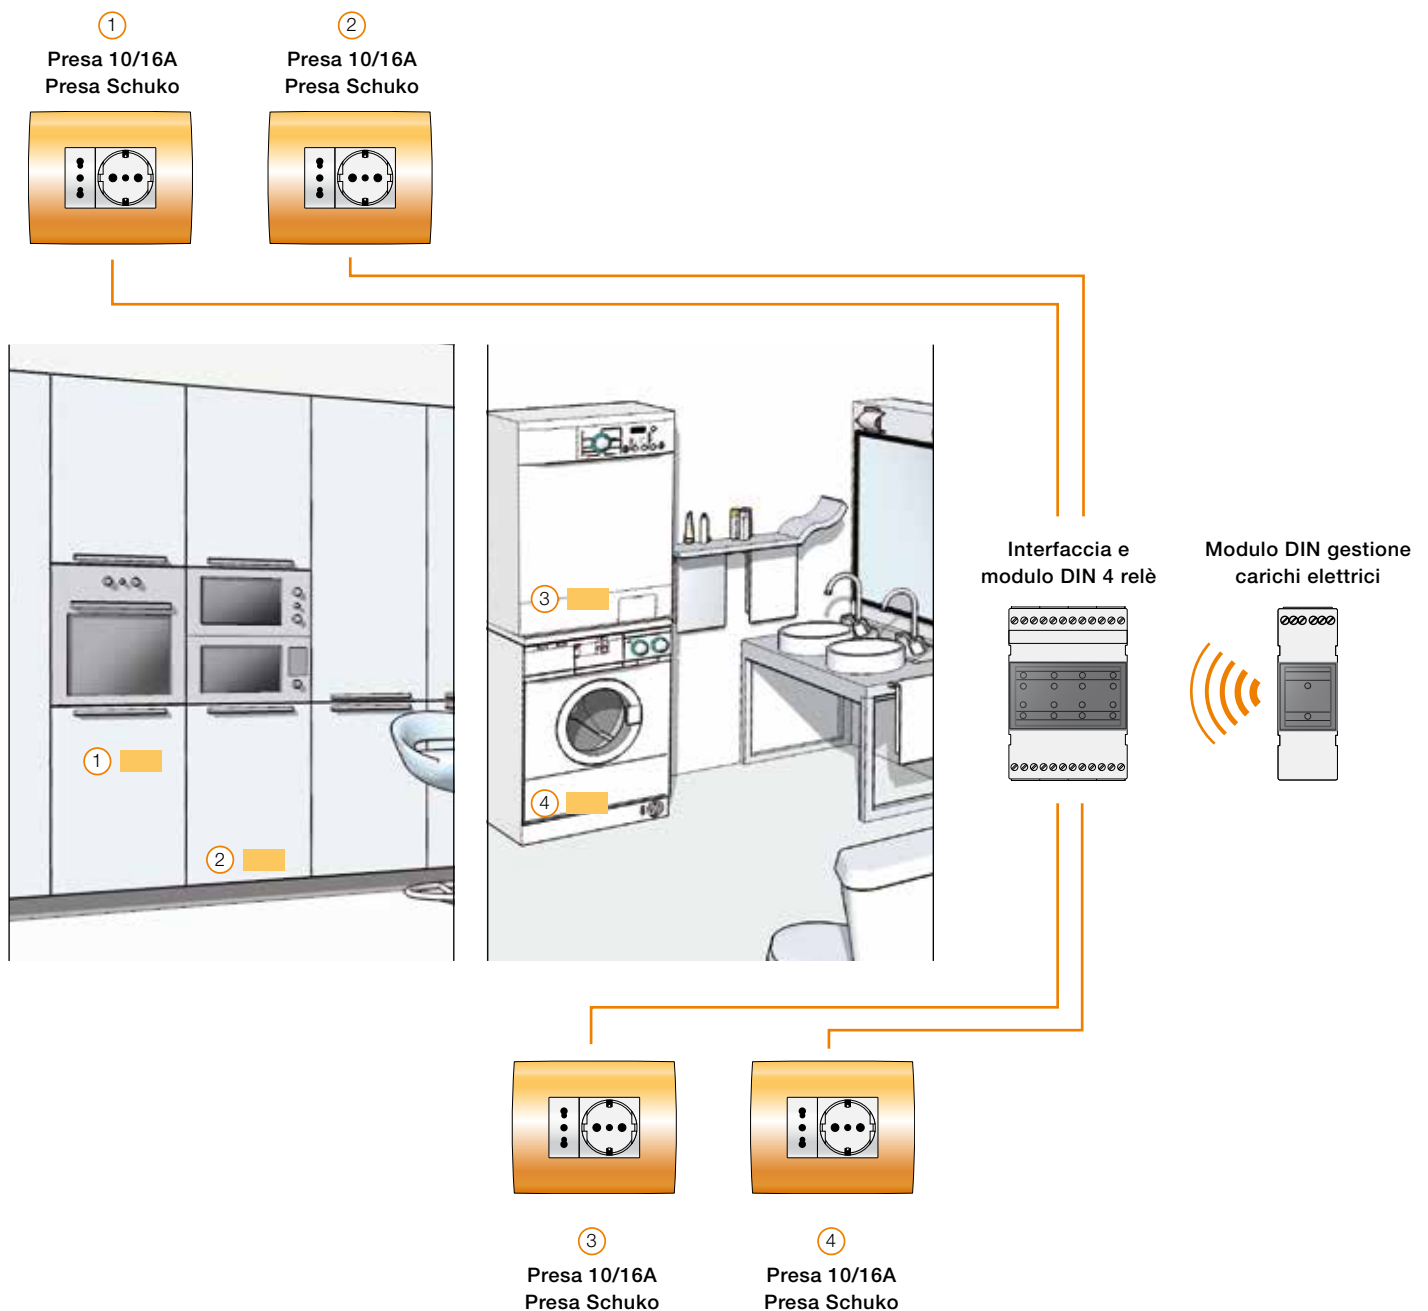 1
Presa 10/16A
Presa Schuko
2
Presa 10/16A
Presa Schuko
Interfaccia e
modulo DIN 4 relè
Modulo DIN gestione
carichi elettrici
3
1
4
2
3
Presa 10/16A
Presa Schuko
4
Presa 10/16A
Presa Schuko